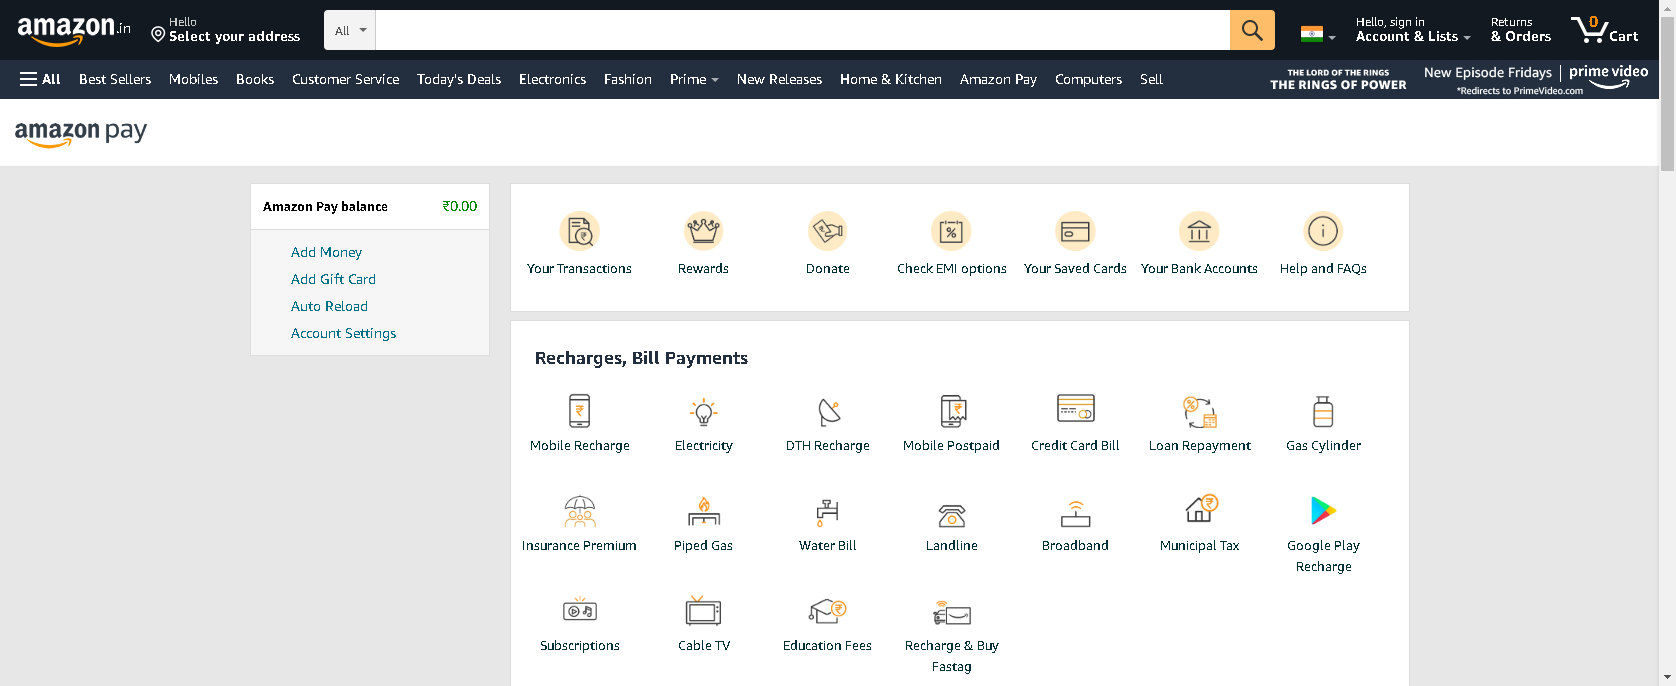 amazon.in
Hello
Select your address
All
Hello, sign in
Account & Lists
Returns
& Orders
0
Cart
All
Best Sellers
Mobiles
Books
Customer Service
Today's Deals
Electronics
Fashion
Prime
New Releases
Home & Kitchen
Amazon Pay
Computers
Sell
THE LORD OF THE RINGS
THE RINGS OF POWER
New Episode Fridays
prime video
*Redirects to PrimeVideo.com
amazon pay
Amazon Pay balance
₹0.00
Add Money
Add Gift Card
Auto Reload
Account Settings
Your Transactions
Rewards
Donate
Check EMI options
Your Saved Cards
Your Bank Accounts
Help and FAQs
Recharges, Bill Payments
Mobile Recharge
Electricity
DTH Recharge
Mobile Postpaid
Credit Card Bill
Loan Repayment
Gas Cylinder
Insurance Premium
Piped Gas
Water Bill
Landline
Broadband
Municipal Tax
Google Play
Recharge
Subscriptions
Cable TV
Education Fees
Recharge & Buy
Fastag